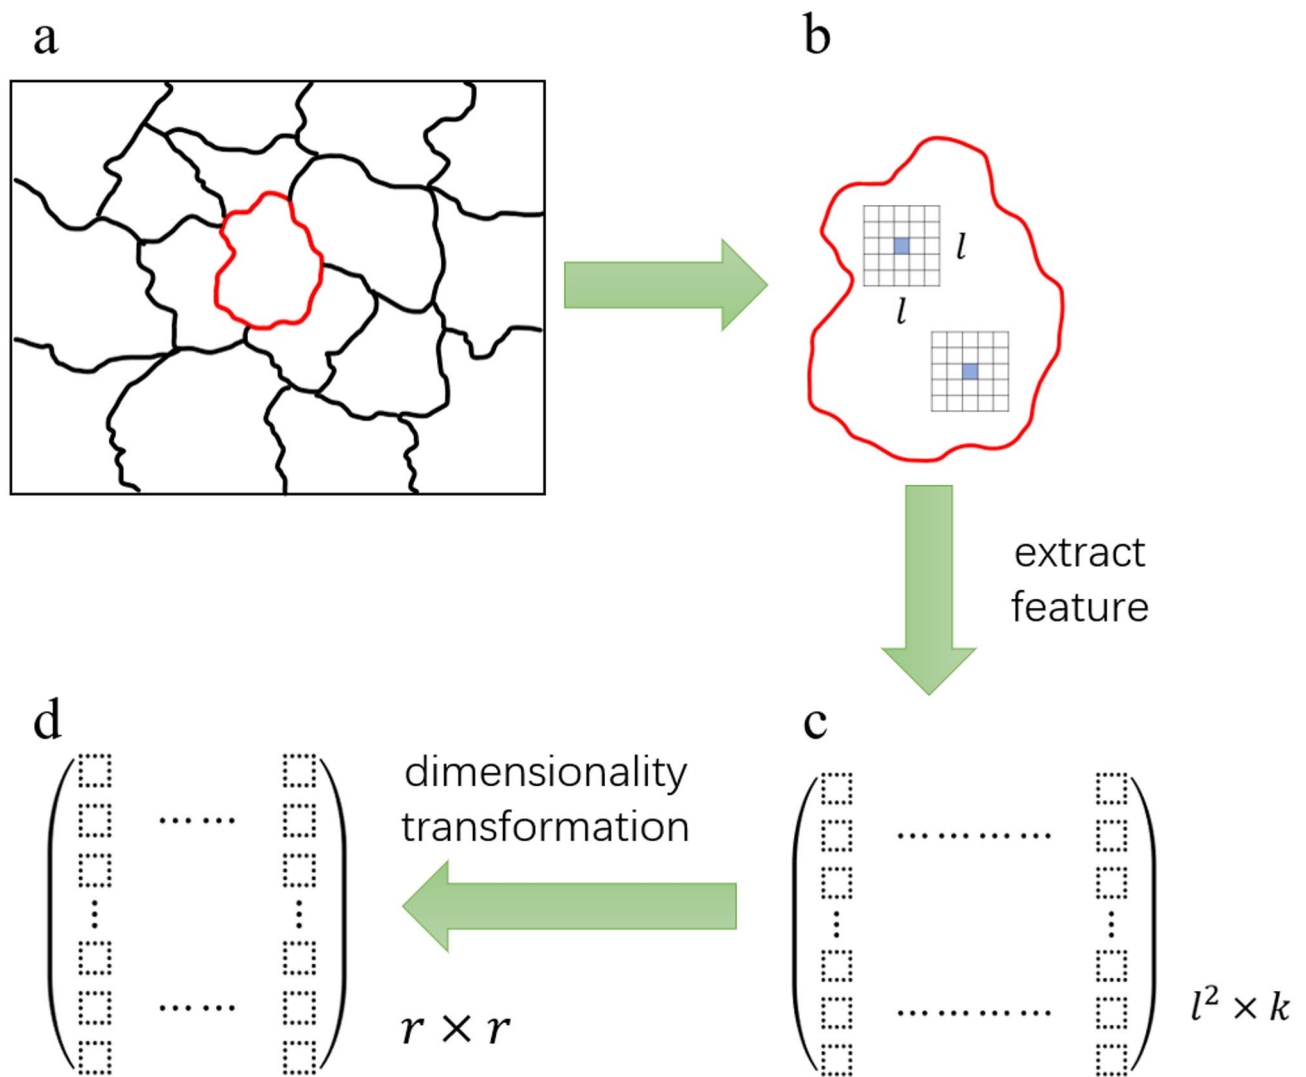 a
b
l
l
extract
feature
d
c
dimensionality
transformation
r × r
l² × k